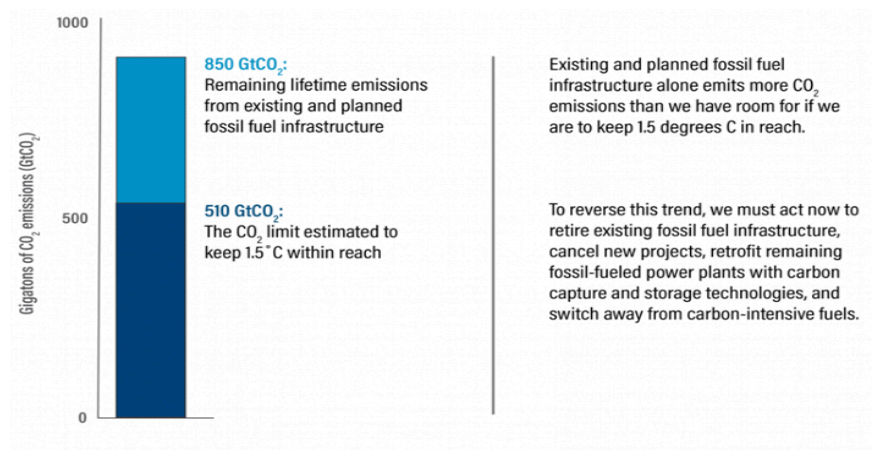 1000
850 GtCO₂:
Remaining lifetime emissions
from existing and planned
fossil fuel infrastructure
500
510 GtCO₂:
The CO₂ limit estimated to
keep 1.5˚C within reach
0
Gigatons of CO₂ emissions (GtCO₂)
Existing and planned fossil fuel
infrastructure alone emits more CO₂
emissions than we have room for if we
are to keep 1.5 degrees C in reach.
To reverse this trend, we must act now to
retire existing fossil fuel infrastructure,
cancel new projects, retrofit remaining
fossil-fueled power plants with carbon
capture and storage technologies, and
switch away from carbon-intensive fuels.